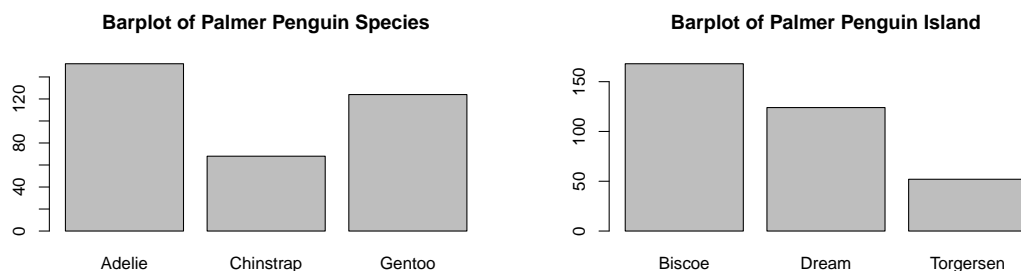 Barplot of Palmer Penguin Species
120
80
40
0
Adelie Chinstrap Gentoo
Barplot of Palmer Penguin Island
150
100
50
0
Biscoe Dream Torgersen